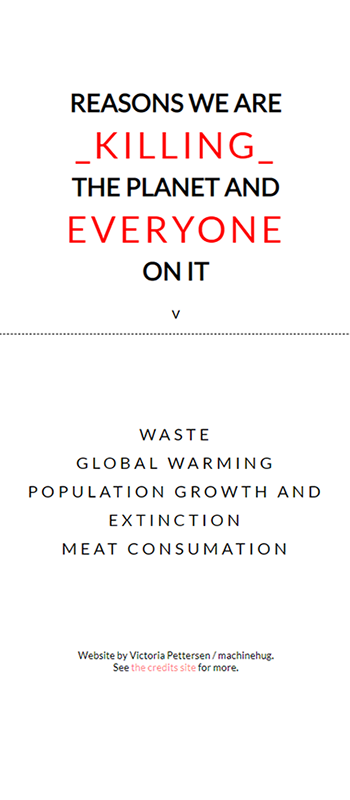 REASONS WE ARE
_KILLING_
THE PLANET AND
EVERYONE
ON IT
v
WASTE
GLOBAL WARMING
POPULATION GROWTH AND
EXTINCTION
MEAT CONSUMATION
Website by Victoria Pettersen / machinehug.
See the credits site for more.